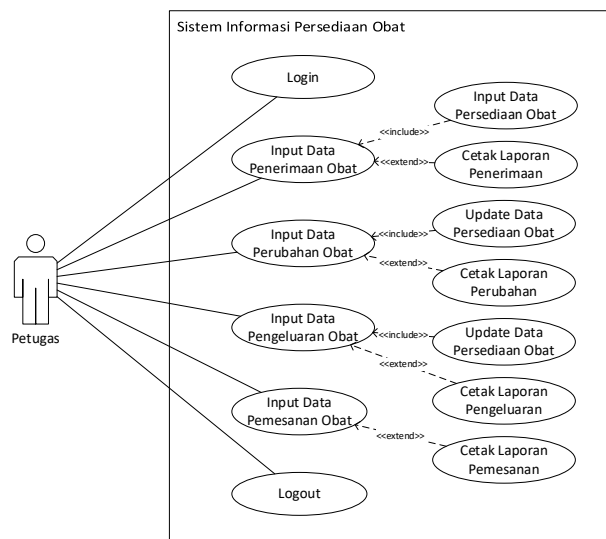 Sistem Informasi Persediaan Obat
Login
Input Data
Persediaan Obat
<<include>>
Input Data
Penerimaan Obat
<<extend>>
Cetak Laporan
Penerimaan
Input Data
Perubahan Obat
<<include>>
Update Data
Persediaan Obat
<<extend>>
Cetak Laporan
Perubahan
Petugas
Input Data
Pengeluaran Obat
<<include>>
Update Data
Persediaan Obat
<<extend>>
Cetak Laporan
Pengeluaran
Input Data
Pemesanan Obat
<<extend>>
Cetak Laporan
Pemesanan
Logout